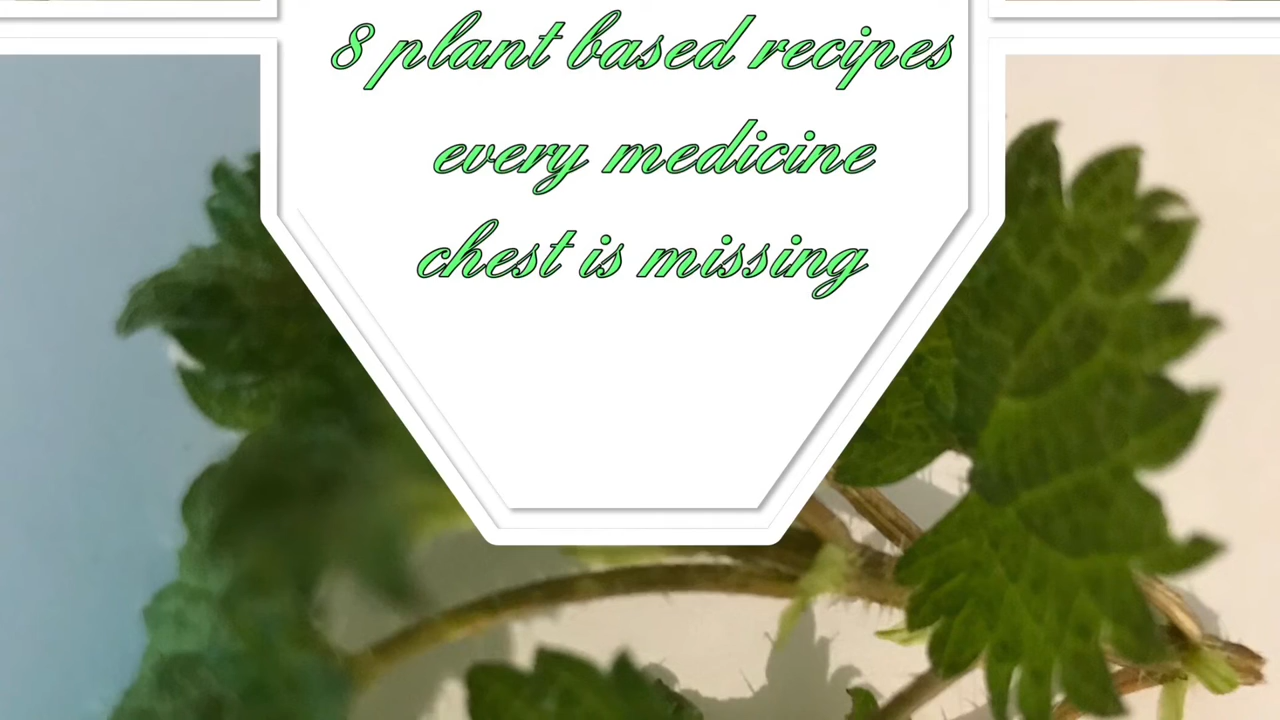 8 plant based recipes
every medicine
chest is missing